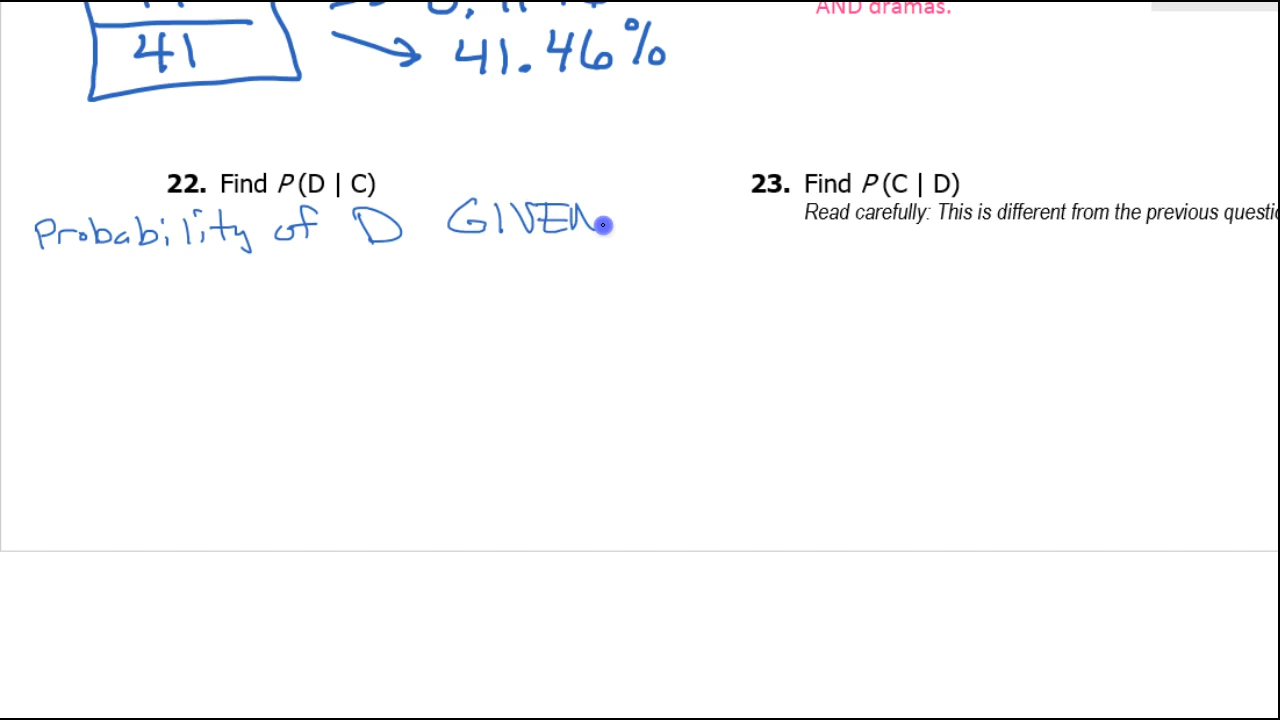 AND dramas.
41
41.46%
22. Find P(D | C)
Probability of D GIVEN
23. Find P(C | D)
Read carefully: This is different from the previous questi